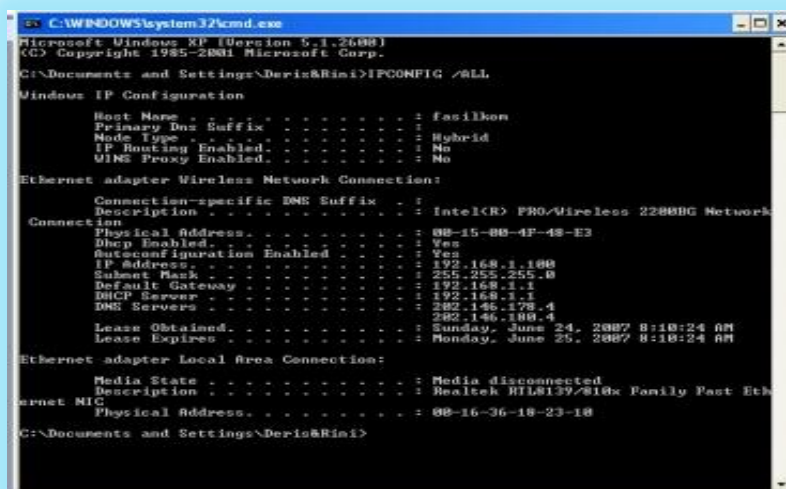 C:\WINDOWS\system32\cmd.exe
Microsoft Windows XP [Version 5.1.2600]
(C) Copyright 1985-2001 Microsoft Corp.
C:\Documents and Settings\Deris&Rini>IPCONFIG /ALL
Windows IP Configuration
Host Name . . . . . . . . . . . . : fasilkom
Primary Dns Suffix  . . . . . . . :
Node Type . . . . . . . . . . . . : Hybrid
IP Routing Enabled. . . . . . . . : No
WINS Proxy Enabled. . . . . . . . : No
Ethernet adapter Wireless Network Connection:
Connection-specific DNS Suffix  . :
Description . . . . . . . . . . . : Intel(R) PRO/Wireless 2200BG Network
Connection
Physical Address. . . . . . . . . : 00-15-00-4F-48-E3
Dhcp Enabled. . . . . . . . . . . : Yes
Autoconfiguration Enabled . . . . : Yes
IP Address. . . . . . . . . . . . : 192.168.1.100
Subnet Mask . . . . . . . . . . . : 255.255.255.0
Default Gateway . . . . . . . . . : 192.168.1.1
DHCP Server . . . . . . . . . . . : 192.168.1.1
DNS Servers . . . . . . . . . . . : 202.146.178.4
202.146.180.4
Lease Obtained. . . . . . . . . . : Sunday, June 24, 2007 8:10:24 AM
Lease Expires . . . . . . . . . . : Monday, June 25, 2007 8:10:24 AM
Ethernet adapter Local Area Connection:
Media State . . . . . . . . . . . : Media disconnected
Description . . . . . . . . . . . : Realtek RTL8139/810x Family Fast Eth
ernet NIC
Physical Address. . . . . . . . . : 00-16-36-18-23-10
C:\Documents and Settings\Deris&Rini>